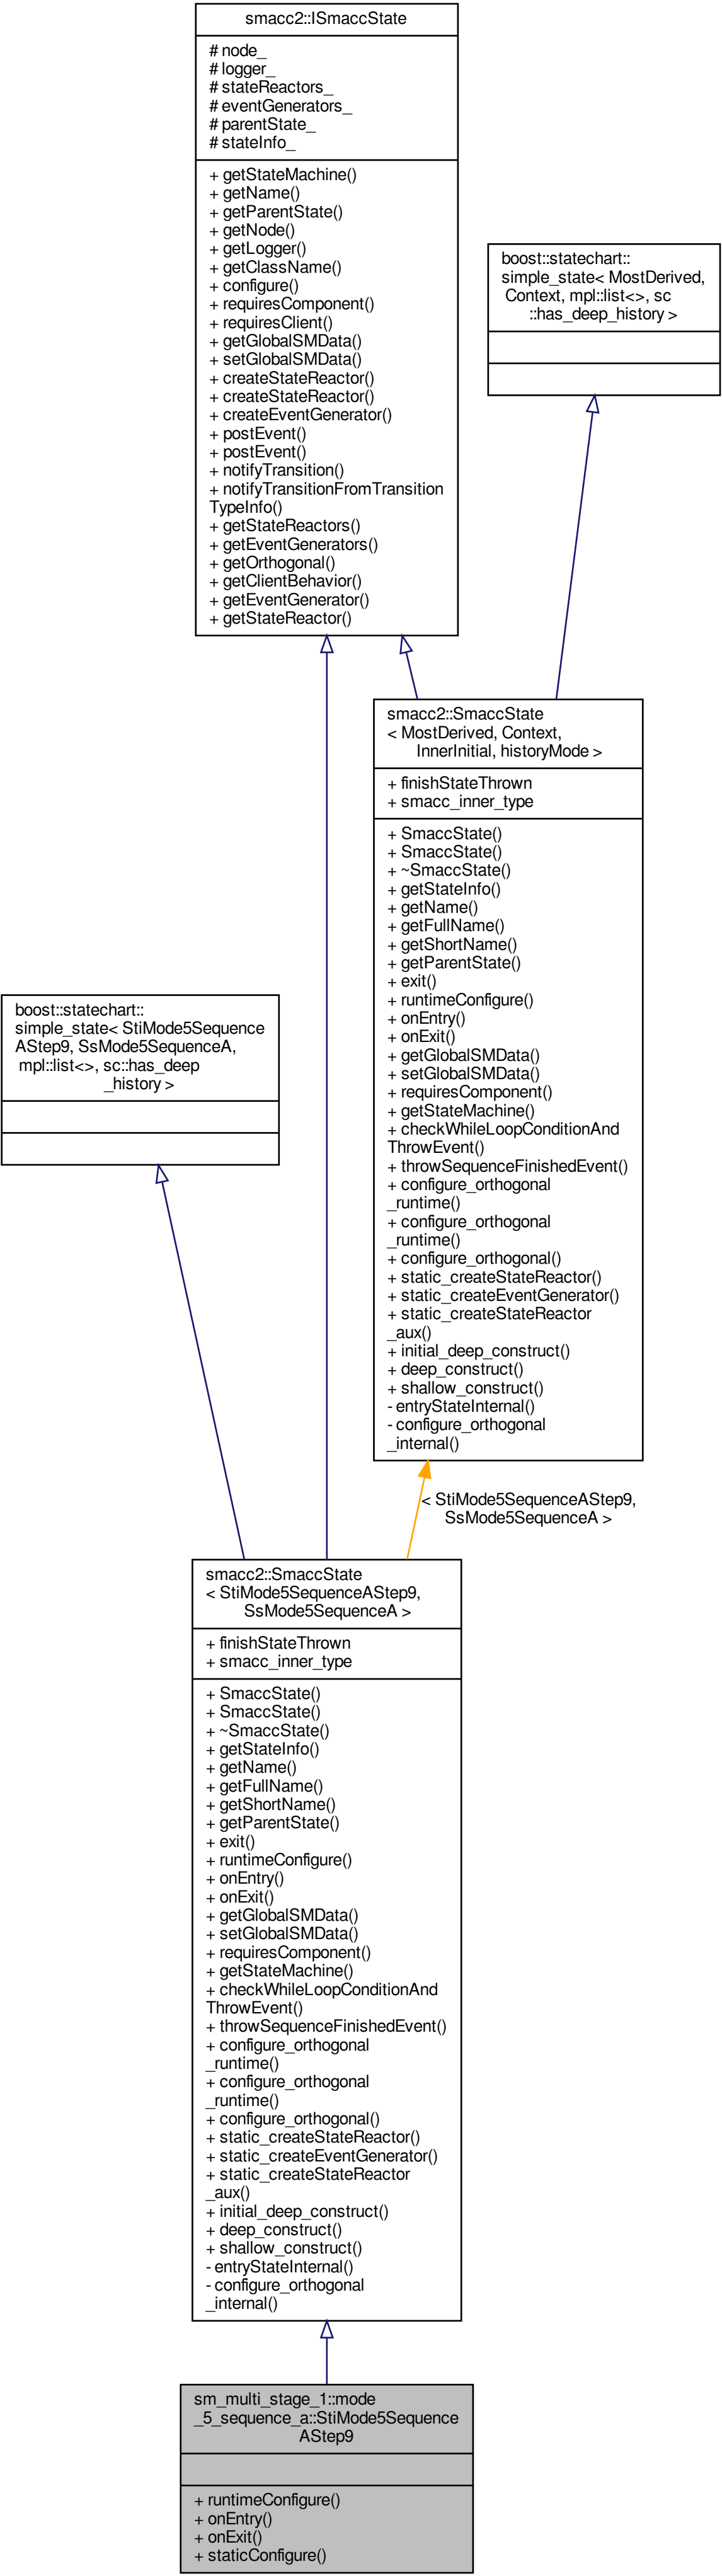 smacc2::ISmaccState
# node_
# logger_
# stateReactors_
# eventGenerators_
# parentState_
# stateInfo_
+ getStateMachine()
+ getName()
+ getParentState()
+ getNode()
+ getLogger()
+ getClassName()
+ configure()
+ requiresComponent()
+ requiresClient()
+ getGlobalSMData()
+ setGlobalSMData()
+ createStateReactor()
+ createStateReactor()
+ createEventGenerator()
+ postEvent()
+ postEvent()
+ notifyTransition()
+ notifyTransitionFromTransition
TypeInfo()
+ getStateReactors()
+ getEventGenerators()
+ getOrthogonal()
+ getClientBehavior()
+ getEventGenerator()
+ getStateReactor()
boost::statechart::
simple_state< MostDerived,
Context, mpl::list<>, sc
::has_deep_history >
smacc2::SmaccState
< MostDerived, Context,
InnerInitial, historyMode >
+ finishStateThrown
+ smacc_inner_type
+ SmaccState()
+ SmaccState()
+ ~SmaccState()
+ getStateInfo()
+ getName()
+ getFullName()
+ getShortName()
+ getParentState()
+ exit()
+ runtimeConfigure()
+ onEntry()
+ onExit()
+ getGlobalSMData()
+ setGlobalSMData()
+ requiresComponent()
+ getStateMachine()
+ checkWhileLoopConditionAnd
ThrowEvent()
+ throwSequenceFinishedEvent()
+ configure_orthogonal
_runtime()
+ configure_orthogonal
_runtime()
+ configure_orthogonal()
+ static_createStateReactor()
+ static_createEventGenerator()
+ static_createStateReactor
_aux()
+ initial_deep_construct()
+ deep_construct()
+ shallow_construct()
- entryStateInternal()
- configure_orthogonal
_internal()
boost::statechart::
simple_state< StiMode5Sequence
AStep9, SsMode5SequenceA,
mpl::list<>, sc::has_deep
_history >
< StiMode5SequenceAStep9,
SsMode5SequenceA >
smacc2::SmaccState
< StiMode5SequenceAStep9,
SsMode5SequenceA >
+ finishStateThrown
+ smacc_inner_type
+ SmaccState()
+ SmaccState()
+ ~SmaccState()
+ getStateInfo()
+ getName()
+ getFullName()
+ getShortName()
+ getParentState()
+ exit()
+ runtimeConfigure()
+ onEntry()
+ onExit()
+ getGlobalSMData()
+ setGlobalSMData()
+ requiresComponent()
+ getStateMachine()
+ checkWhileLoopConditionAnd
ThrowEvent()
+ throwSequenceFinishedEvent()
+ configure_orthogonal
_runtime()
+ configure_orthogonal
_runtime()
+ configure_orthogonal()
+ static_createStateReactor()
+ static_createEventGenerator()
+ static_createStateReactor
_aux()
+ initial_deep_construct()
+ deep_construct()
+ shallow_construct()
- entryStateInternal()
- configure_orthogonal
_internal()
sm_multi_stage_1::mode
_5_sequence_a::StiMode5Sequence
AStep9
+ runtimeConfigure()
+ onEntry()
+ onExit()
+ staticConfigure()